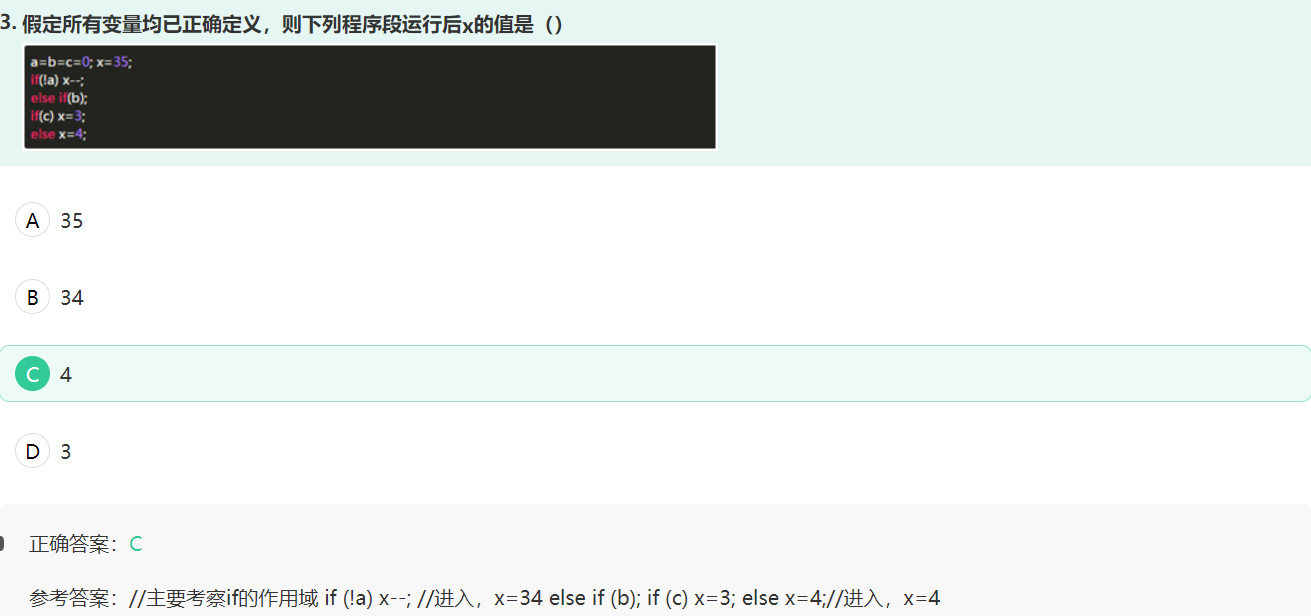 3. 假定所有变量均已正确定义，则下列程序段运行后x的值是（）
a=b=c=0; x=35;
if(!a) x--;
else if(b);
if(c) x=3;
else x=4;
A 35
B 34
C 4
D 3
正确答案：C
参考答案：//主要考察if的作用域 if (!a) x--; //进入，x=34 else if (b); if (c) x=3; else x=4;//进入，x=4